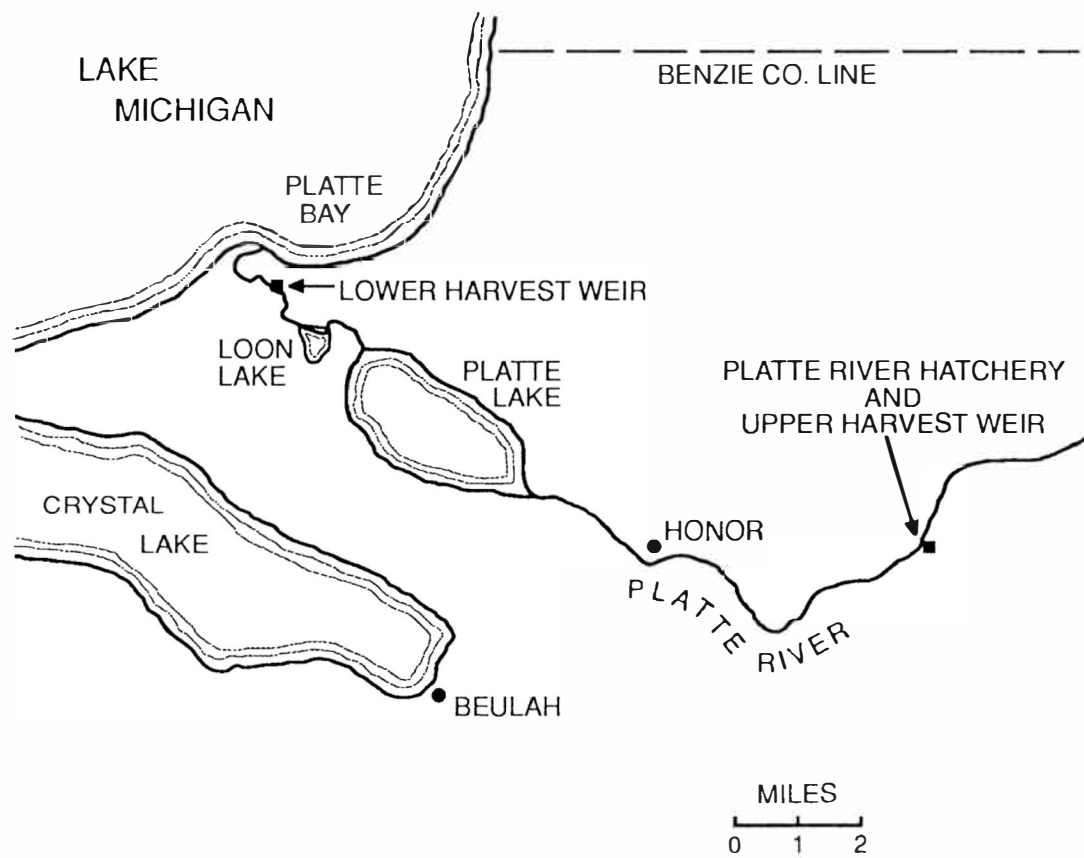 LAKE
MICHIGAN
BENZIE CO. LINE
PLATTE
BAY
LOWER HARVEST WEIR
LOON
LAKE
PLATTE
LAKE
PLATTE RIVER HATCHERY
AND
UPPER HARVEST WEIR
CRYSTAL
LAKE
HONOR
PLATTE RIVER
BEULAH
MILES
0 1 2